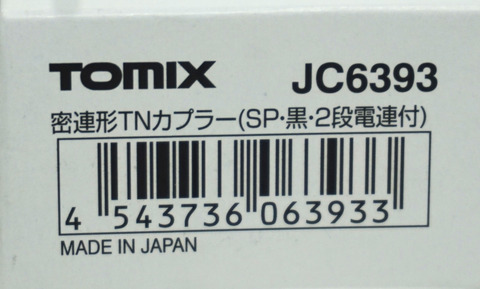 TOMIX JC6393
密連形TNカプラー(SP・黒・2段電連付)
4 543736 063933
MADE IN JAPAN